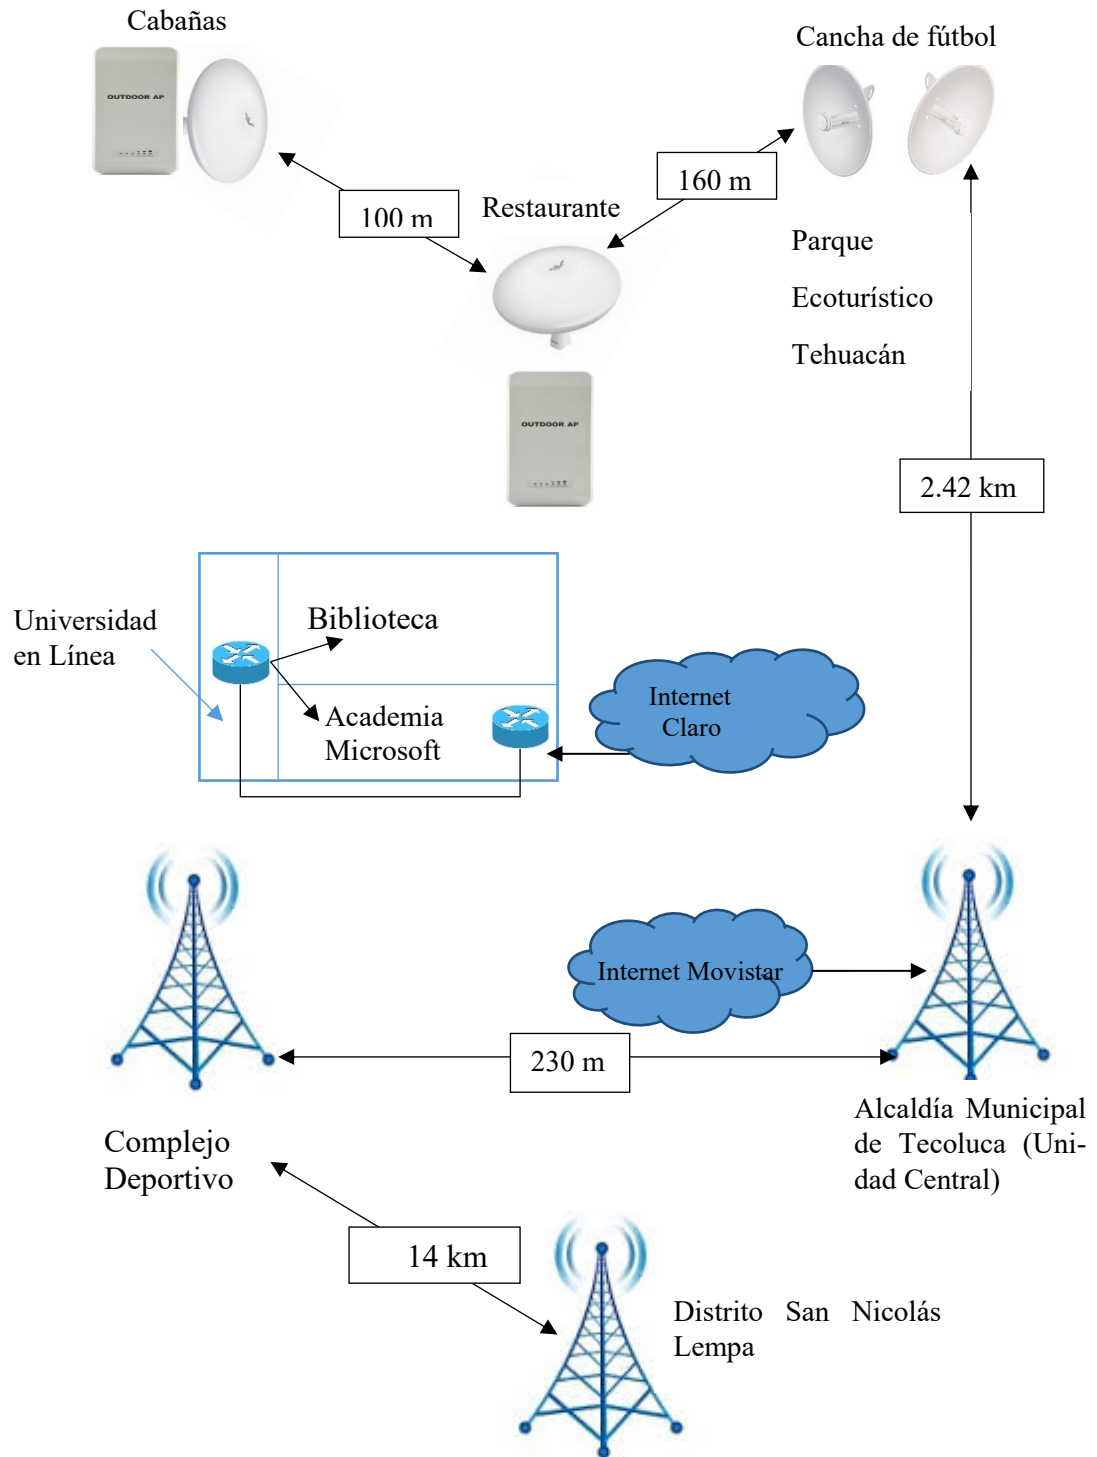 Cabañas
Cancha de fútbol
OUTDOOR AP
160 m
100 m
Restaurante
Parque
Ecoturístico
Tehuacán
OUTDOOR AP
2.42 km
Universidad
en Línea
Biblioteca
Academia
Microsoft
Internet
Claro
Internet Movistar
230 m
Alcaldía Municipal
de Tecoluca (Uni-
dad Central)
Complejo
Deportivo
14 km
Distrito San Nicolás
Lempa